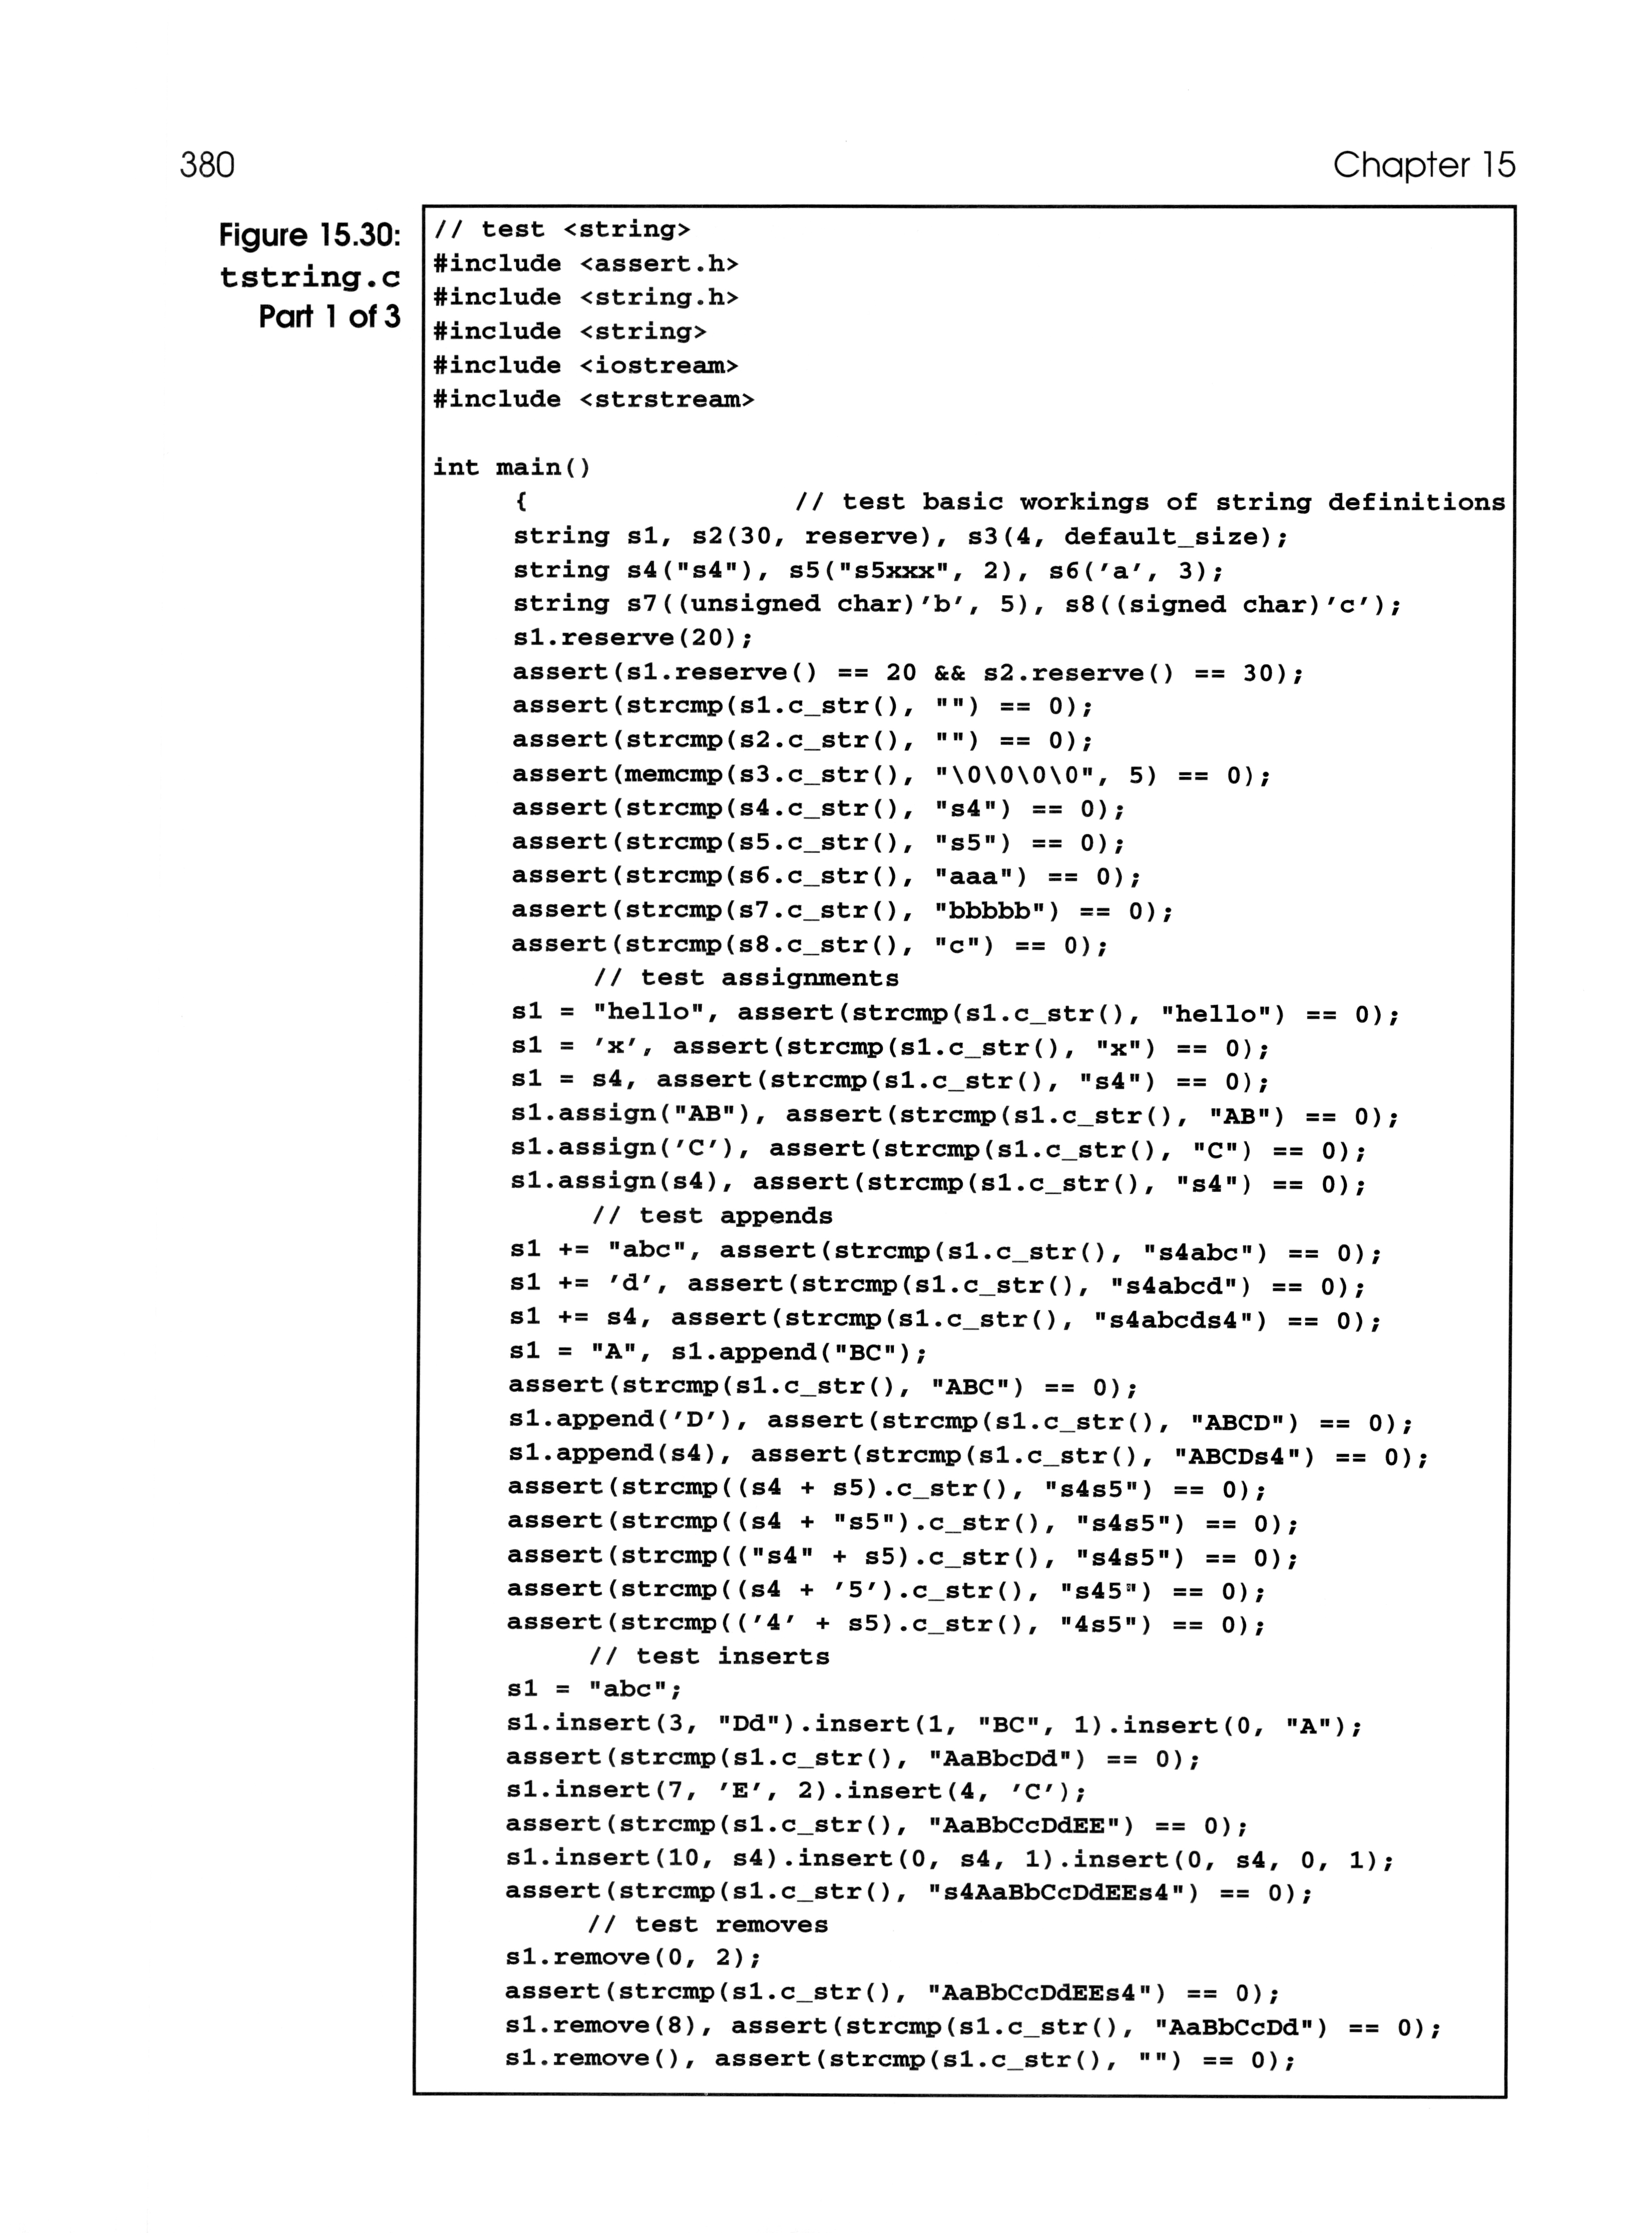 380
Chapter 15
Figure 15.30:
tstring.c
Part 1 of 3
// test <string>
#include <assert.h>
#include <string.h>
#include <string>
#include <iostream>
#include <strstream>
int main()
{ // test basic workings of string definitions
string s1, s2(30, reserve), s3(4, default_size);
string s4("s4"), s5("s5xxx", 2), s6('a', 3);
string s7((unsigned char)'b', 5), s8((signed char)'c');
s1.reserve(20);
assert(s1.reserve() == 20 && s2.reserve() == 30);
assert(strcmp(s1.c_str(), "") == 0);
assert(strcmp(s2.c_str(), "") == 0);
assert(memcmp(s3.c_str(), "\0\0\0\0", 5) == 0);
assert(strcmp(s4.c_str(), "s4") == 0);
assert(strcmp(s5.c_str(), "s5") == 0);
assert(strcmp(s6.c_str(), "aaa") == 0);
assert(strcmp(s7.c_str(), "bbbbb") == 0);
assert(strcmp(s8.c_str(), "c") == 0);
// test assignments
s1 = "hello", assert(strcmp(s1.c_str(), "hello") == 0);
s1 = 'x', assert(strcmp(s1.c_str(), "x") == 0);
s1 = s4, assert(strcmp(s1.c_str(), "s4") == 0);
s1.assign("AB"), assert(strcmp(s1.c_str(), "AB") == 0);
s1.assign('C'), assert(strcmp(s1.c_str(), "C") == 0);
s1.assign(s4), assert(strcmp(s1.c_str(), "s4") == 0);
// test appends
s1 += "abc", assert(strcmp(s1.c_str(), "s4abc") == 0);
s1 += 'd', assert(strcmp(s1.c_str(), "s4abcd") == 0);
s1 += s4, assert(strcmp(s1.c_str(), "s4abcds4") == 0);
s1 = "A", s1.append("BC");
assert(strcmp(s1.c_str(), "ABC") == 0);
s1.append('D'), assert(strcmp(s1.c_str(), "ABCD") == 0);
s1.append(s4), assert(strcmp(s1.c_str(), "ABCDs4") == 0);
assert(strcmp((s4 + s5).c_str(), "s4s5") == 0);
assert(strcmp((s4 + "s5").c_str(), "s4s5") == 0);
assert(strcmp(("s4" + s5).c_str(), "s4s5") == 0);
assert(strcmp((s4 + '5').c_str(), "s45") == 0);
assert(strcmp(('4' + s5).c_str(), "4s5") == 0);
// test inserts
s1 = "abc";
s1.insert(3, "Dd").insert(1, "BC", 1).insert(0, "A");
assert(strcmp(s1.c_str(), "AaBbcDd") == 0);
s1.insert(7, 'E', 2).insert(4, 'C');
assert(strcmp(s1.c_str(), "AaBbCcDdEE") == 0);
s1.insert(10, s4).insert(0, s4, 1).insert(0, s4, 0, 1);
assert(strcmp(s1.c_str(), "s4AaBbCcDdEEs4") == 0);
// test removes
s1.remove(0, 2);
assert(strcmp(s1.c_str(), "AaBbCcDdEEs4") == 0);
s1.remove(8), assert(strcmp(s1.c_str(), "AaBbCcDd") == 0);
s1.remove(), assert(strcmp(s1.c_str(), "") == 0);